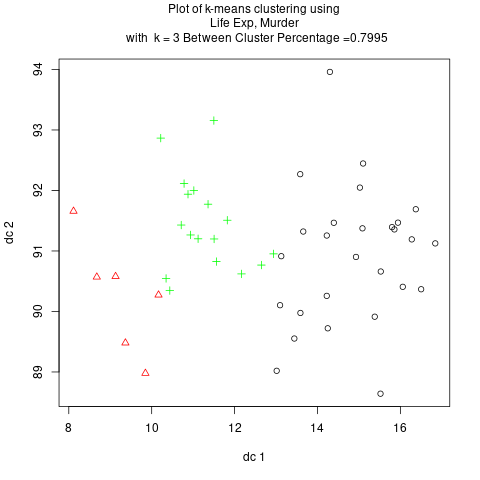 Plot of k-means clustering using
Life Exp, Murder
with  k = 3 Between Cluster Percentage =0.7995
94
93
92
91
90
89
dc 2
8 10 12 14 16
dc 1